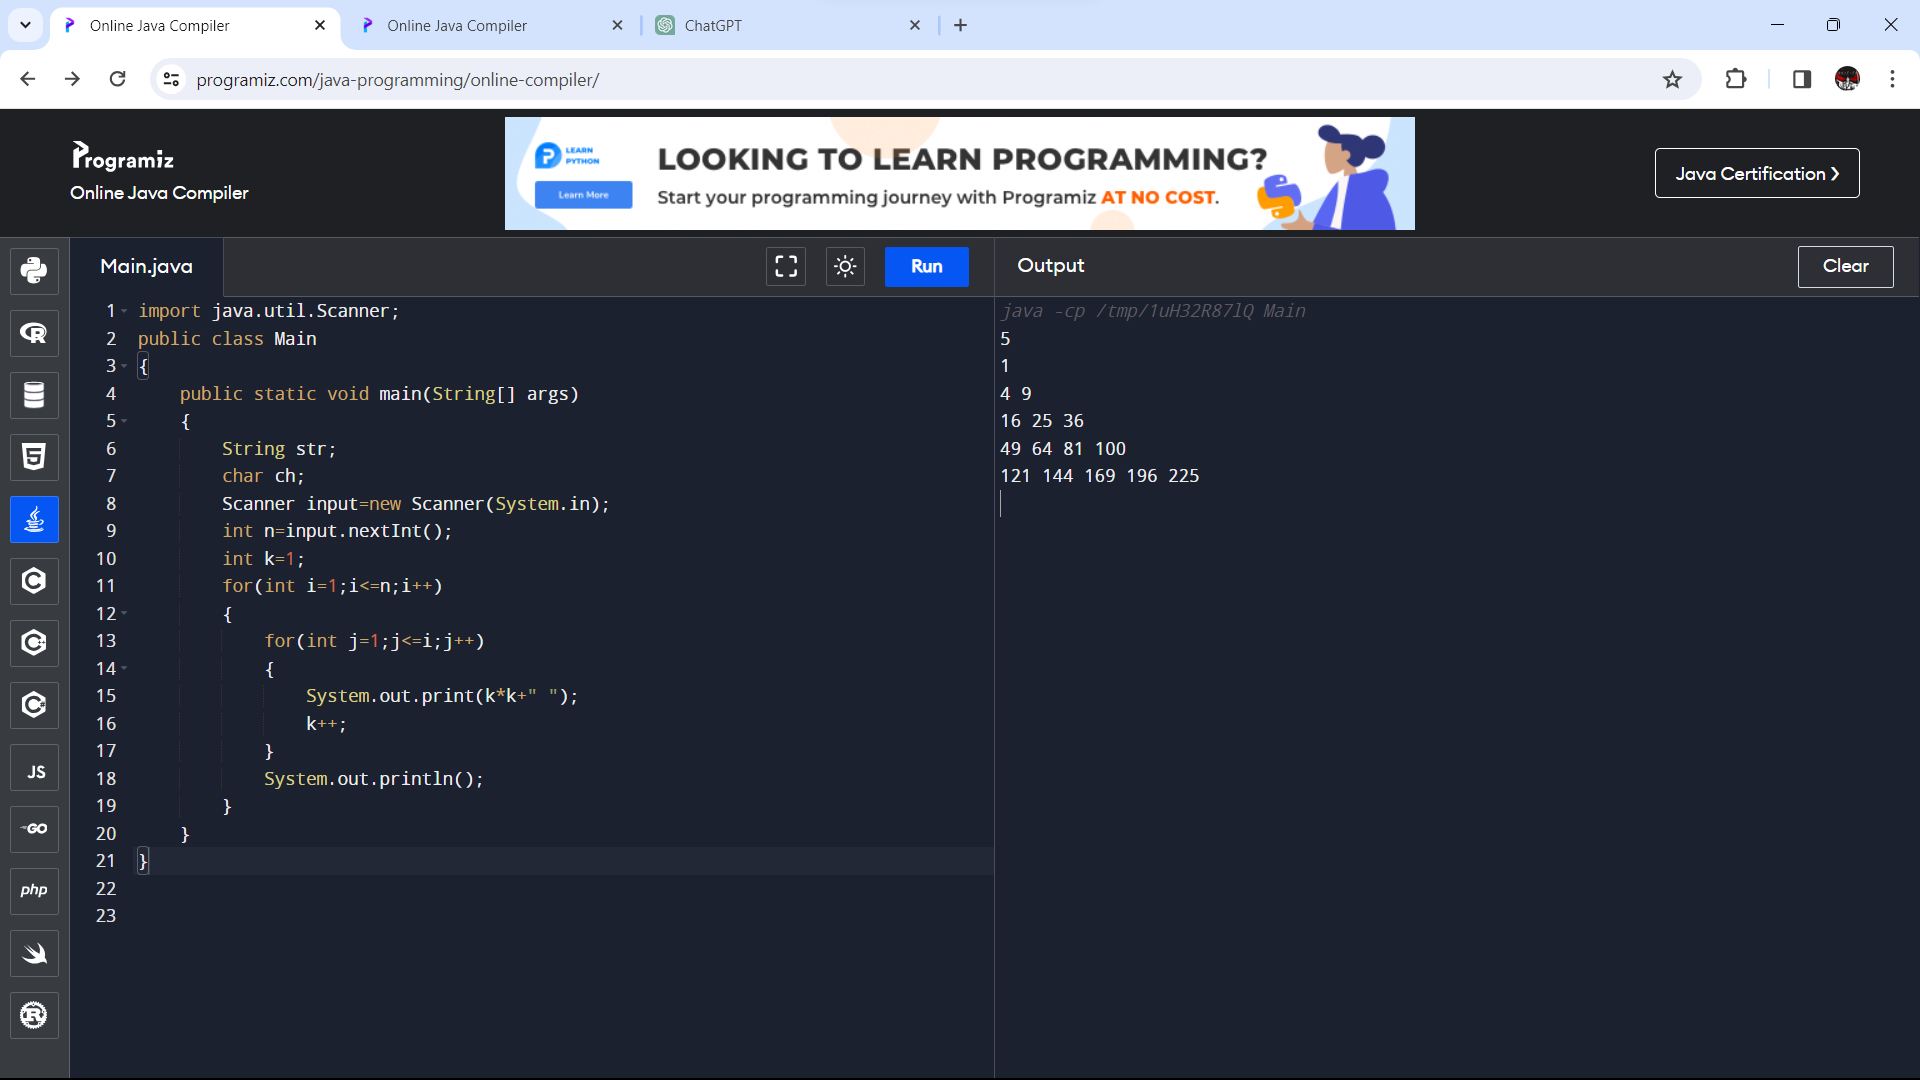 Online Java Compiler
Online Java Compiler
ChatGPT
programiz.com/java-programming/online-compiler/
Programiz
Online Java Compiler
LEARN
PYTHON
Learn More
LOOKING TO LEARN PROGRAMMING?
Start your programming journey with Programiz AT NO COST.
Java Certification ❯
Main.java
Run
Output
Clear
1 import java.util.Scanner;
2 public class Main
3 {
4     public static void main(String[] args)
5     {
6         String str;
7         char ch;
8         Scanner input=new Scanner(System.in);
9         int n=input.nextInt();
10         int k=1;
11         for(int i=1;i<=n;i++)
12         {
13             for(int j=1;j<=i;j++)
14             {
15                 System.out.print(k*k+" ");
16                 k++;
17             }
18             System.out.println();
19         }
20     }
21 }
22
23
java -cp /tmp/1uH32R87lQ Main
5
1
4 9
16 25 36
49 64 81 100
121 144 169 196 225
JS
GO
php